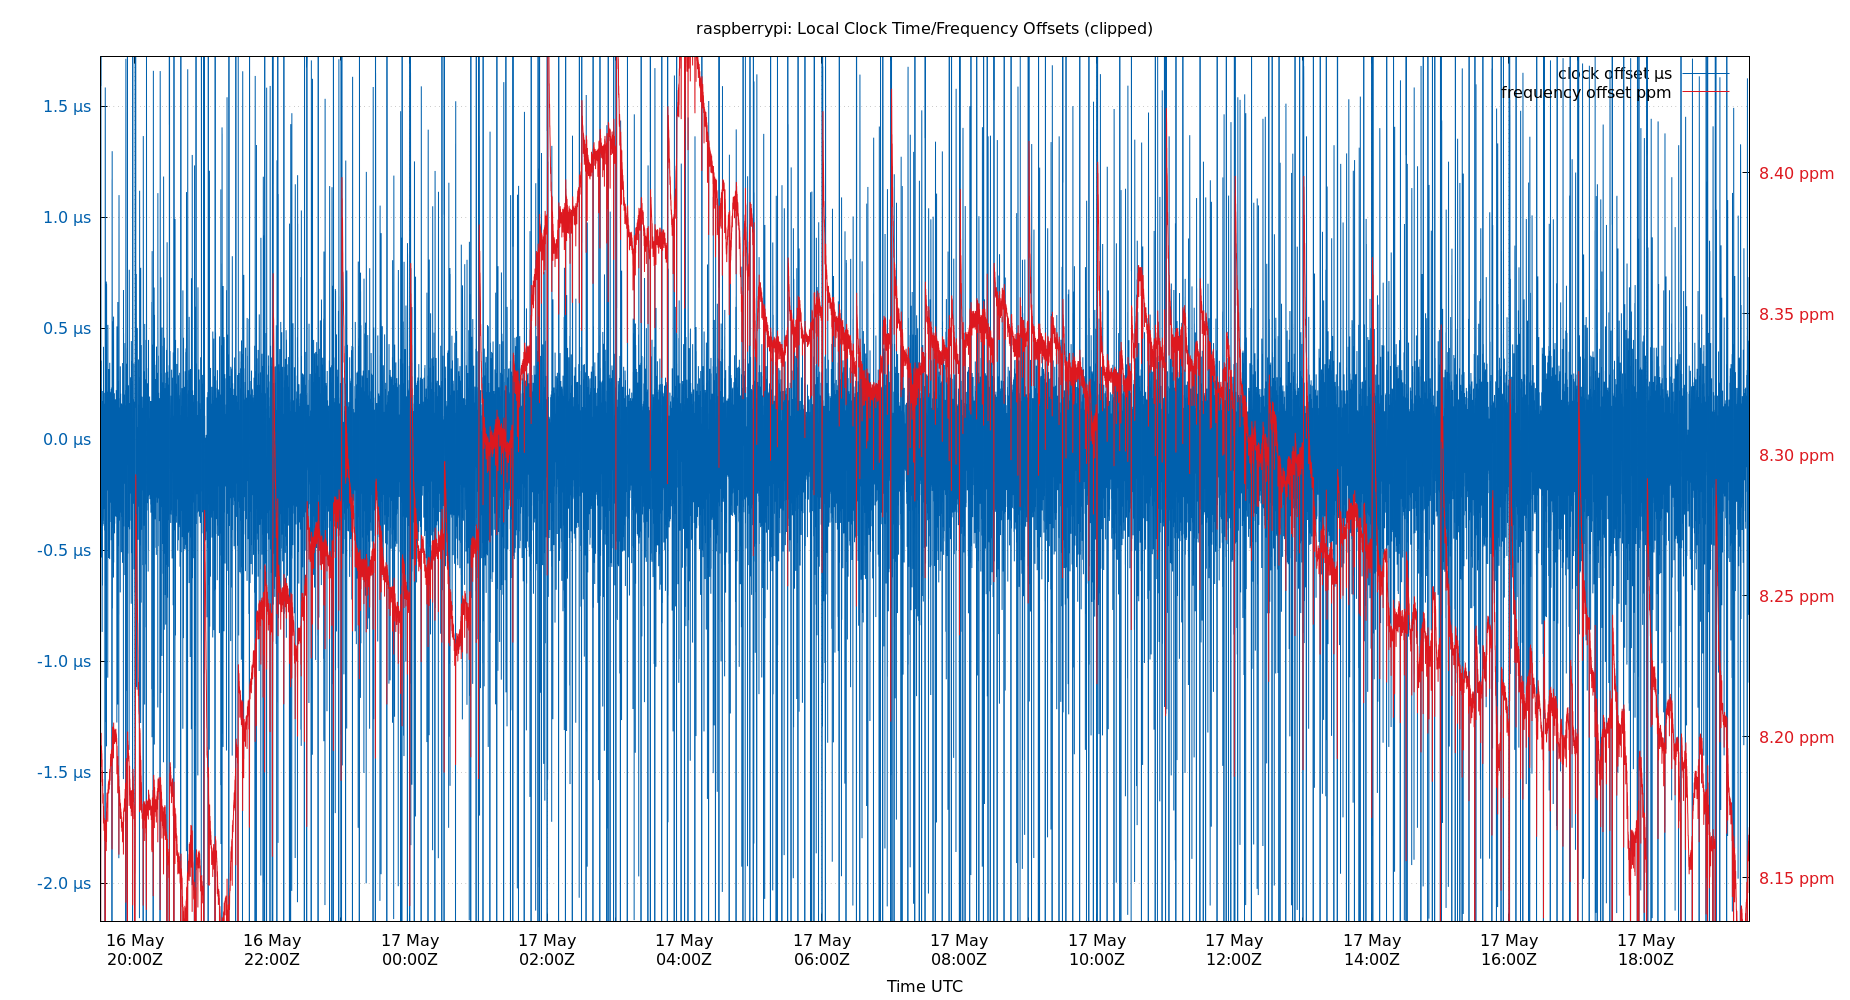 raspberrypi: Local Clock Time/Frequency Offsets (clipped)
clock offset µs
frequency offset ppm
1.5 µs
1.0 µs
0.5 µs
0.0 µs
-0.5 µs
-1.0 µs
-1.5 µs
-2.0 µs
8.40 ppm
8.35 ppm
8.30 ppm
8.25 ppm
8.20 ppm
8.15 ppm
16 May 16 May 17 May 17 May 17 May 17 May 17 May 17 May 17 May 17 May 17 May 17 May
20:00Z 22:00Z 00:00Z 02:00Z 04:00Z 06:00Z 08:00Z 10:00Z 12:00Z 14:00Z 16:00Z 18:00Z
Time UTC